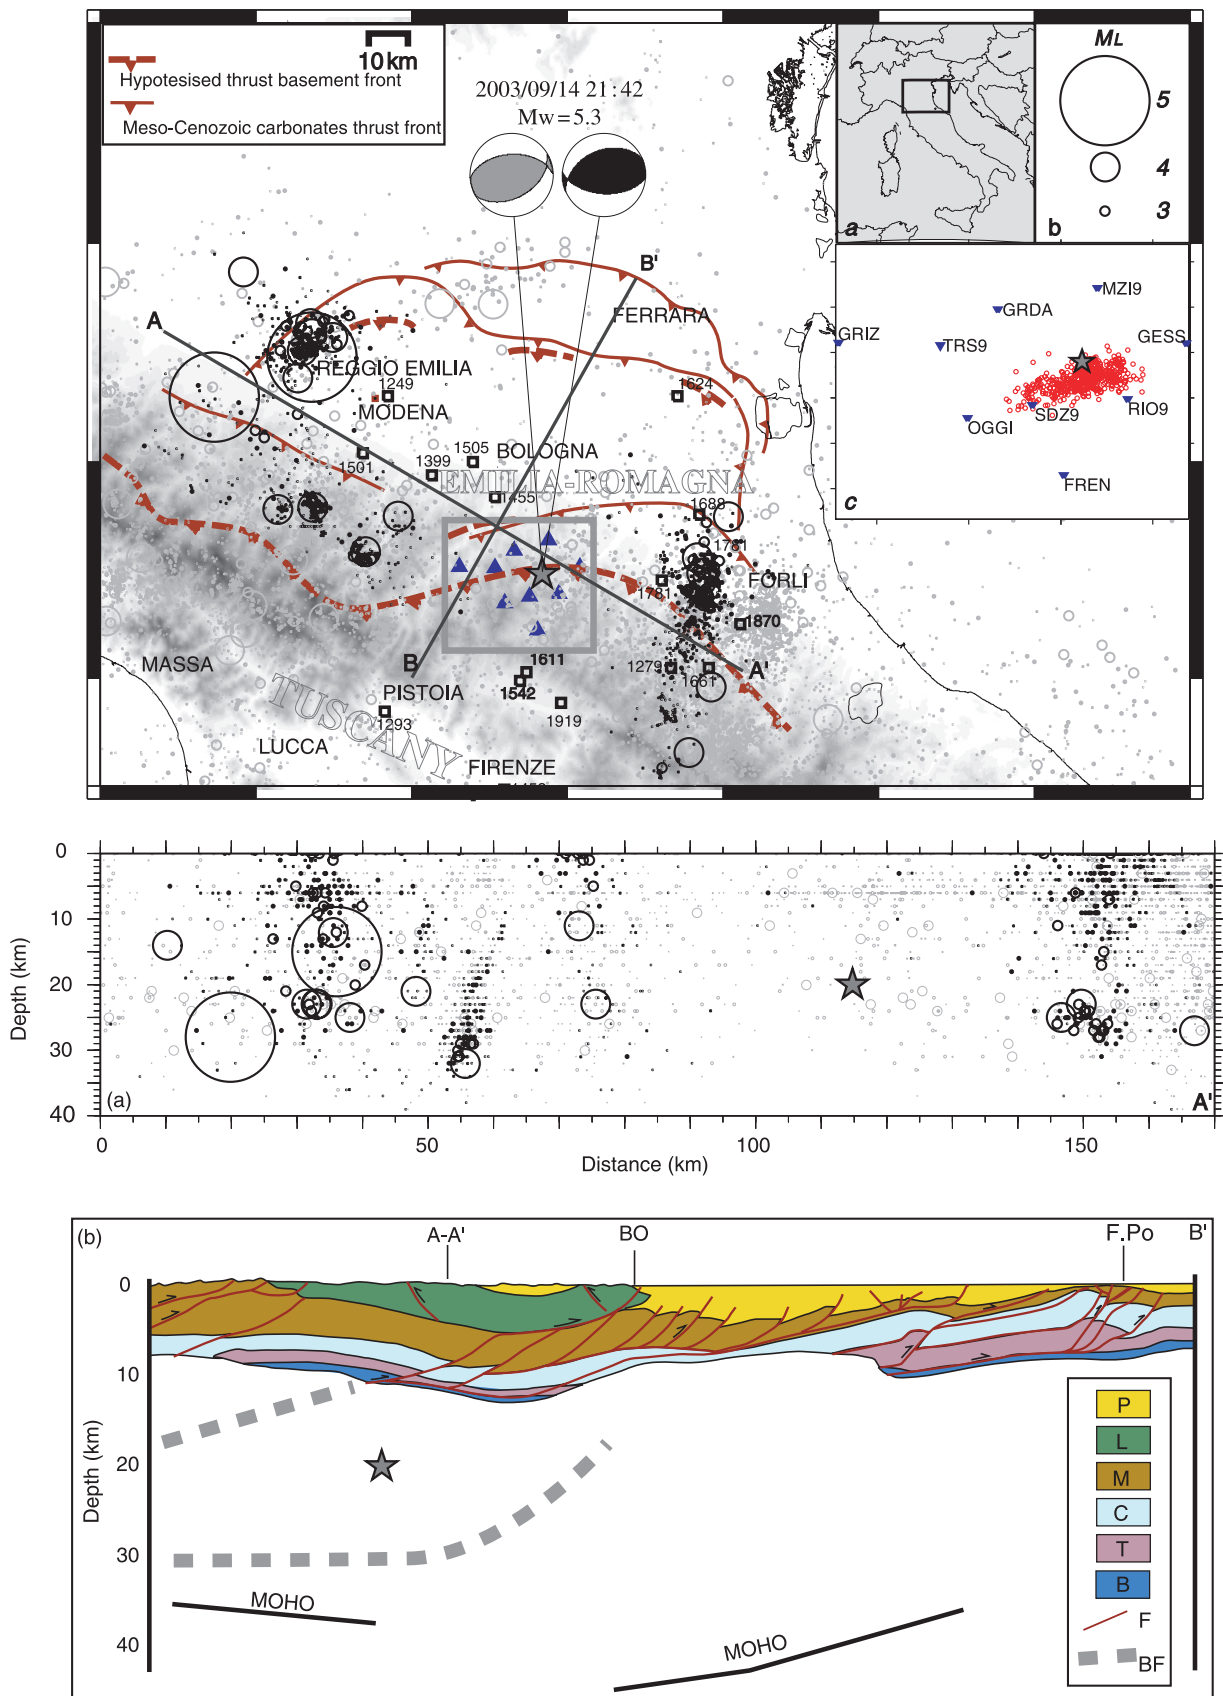 10 km
Hypotesised thrust basement front
Meso-Cenozoic carbonates thrust front
2003/09/14 21:42
Mw=5.3
ML
5
4
3
a
b
c
MZI9
GRDA
GRIZ
TRS9
GESS
SDZ9
RIO9
OGGI
FREN
A
B'
FERRARA
REGGIO EMILIA
1249
1624
MODENA
1505
BOLOGNA
1501
1399
EMILIA-ROMAGNA
1455
1688
1781
FORLI
1781
1870
MASSA
B
1611
1279
1661
A'
PISTOIA
1542
1293
1919
TUSCANY
LUCCA
FIRENZE
0
10
20
30
40
Depth (km)
(a)
A'
0
50
100
150
Distance (km)
(b)
A-A'
BO
F.Po
B'
0
10
20
30
40
Depth (km)
MOHO
MOHO
P
L
M
C
T
B
F
BF